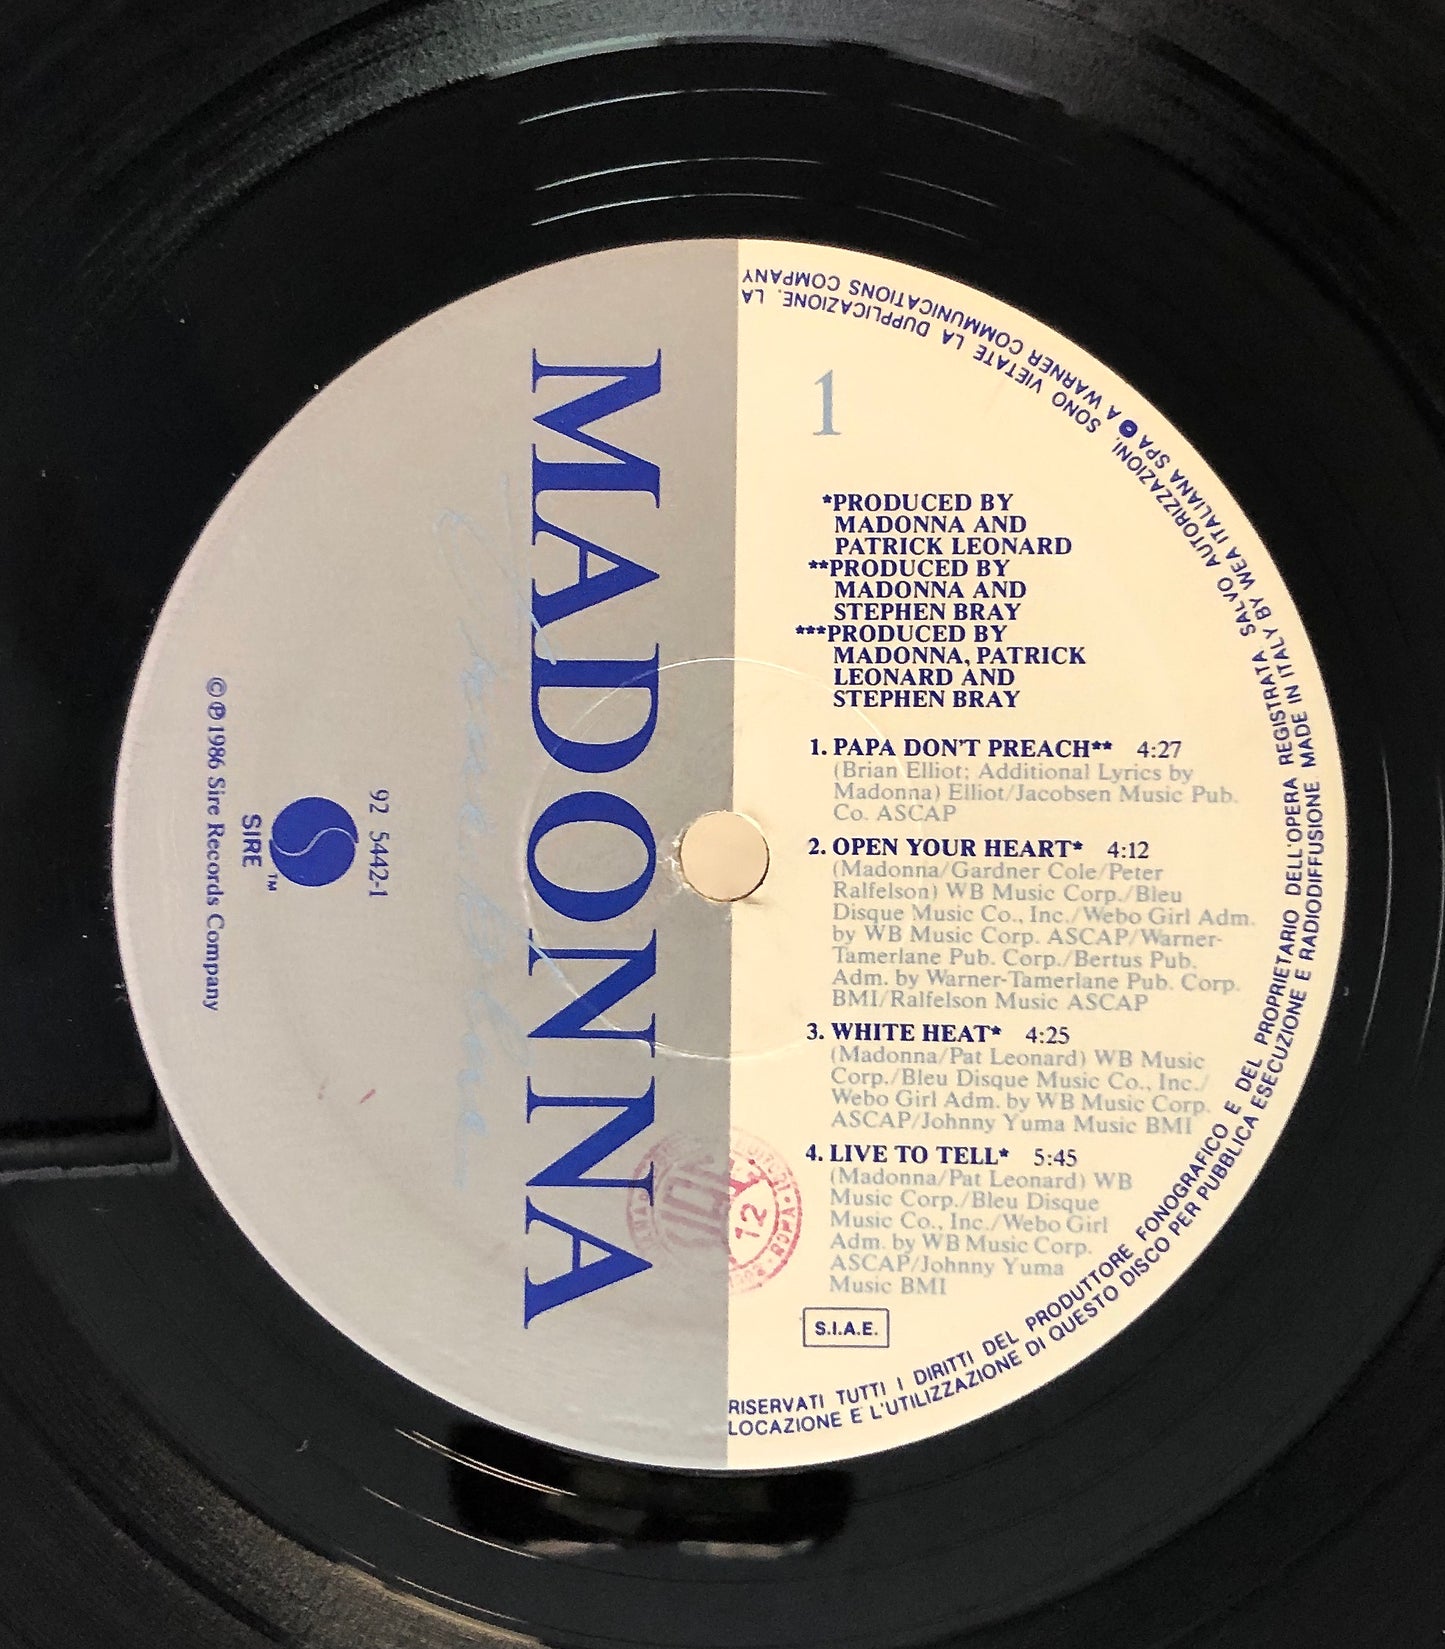 MADONNA
1
*PRODUCED BY
MADONNA AND
PATRICK LEONARD
**PRODUCED BY
MADONNA AND
STEPHEN BRAY
***PRODUCED BY
MADONNA, PATRICK
LEONARD AND
STEPHEN BRAY
1. PAPA DON'T PREACH** 4:27
(Brian Elliot; Additional Lyrics by
Madonna) Elliot/Jacobsen Music Pub.
Co. ASCAP
2. OPEN YOUR HEART* 4:12
(Madonna/Gardner Cole/Peter
Ralfelson) WB Music Corp./Bleu
Disque Music Co., Inc./Webo Girl Adm.
by WB Music Corp. ASCAP/Warner-
Tamerlane Pub. Corp./Bertus Pub.
Adm. by Warner-Tamerlane Pub. Corp.
BMI/Ralfelson Music ASCAP
3. WHITE HEAT* 4:25
(Madonna/Pat Leonard) WB Music
Corp./Bleu Disque Music Co., Inc./
Webo Girl Adm. by WB Music Corp.
ASCAP/Johnny Yuma Music BMI
4. LIVE TO TELL* 5:45
(Madonna/Pat Leonard) WB
Music Corp./Bleu Disque
Music Co., Inc./Webo Girl
Adm. by WB Music Corp.
ASCAP/Johnny Yuma
Music BMI
S.I.A.E.
92 5442-1
SIRE
TM
© ℗ 1986 Sire Records Company
RISERVATI TUTTI I DIRITTI DEL PRODUTTORE FONOGRAFICO E DEL PROPRIETARIO DELL'OPERA REGISTRATA. SALVO AUTORIZZAZIONI, SONO VIETATE LA DUPPLICAZIONE, LA
LOCAZIONE E L'UTILIZZAZIONE DI QUESTO DISCO PER PUBBLICA ESECUZIONE E RADIODIFFUSIONE MADE IN ITALY BY WEA ITALIANA SPA A WARNER COMMUNICATIONS COMPANY
12
ROMA